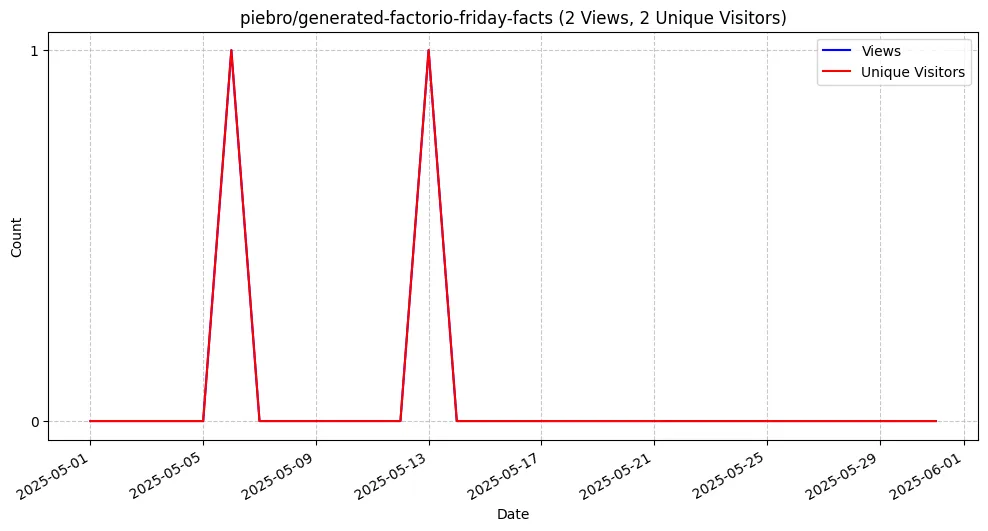 piebro/generated-factorio-friday-facts (2 Views, 2 Unique Visitors)
Views
Unique Visitors
1
0
Count
2025-05-01
2025-05-05
2025-05-09
2025-05-13
2025-05-17
2025-05-21
2025-05-25
2025-05-29
2025-06-01
Date